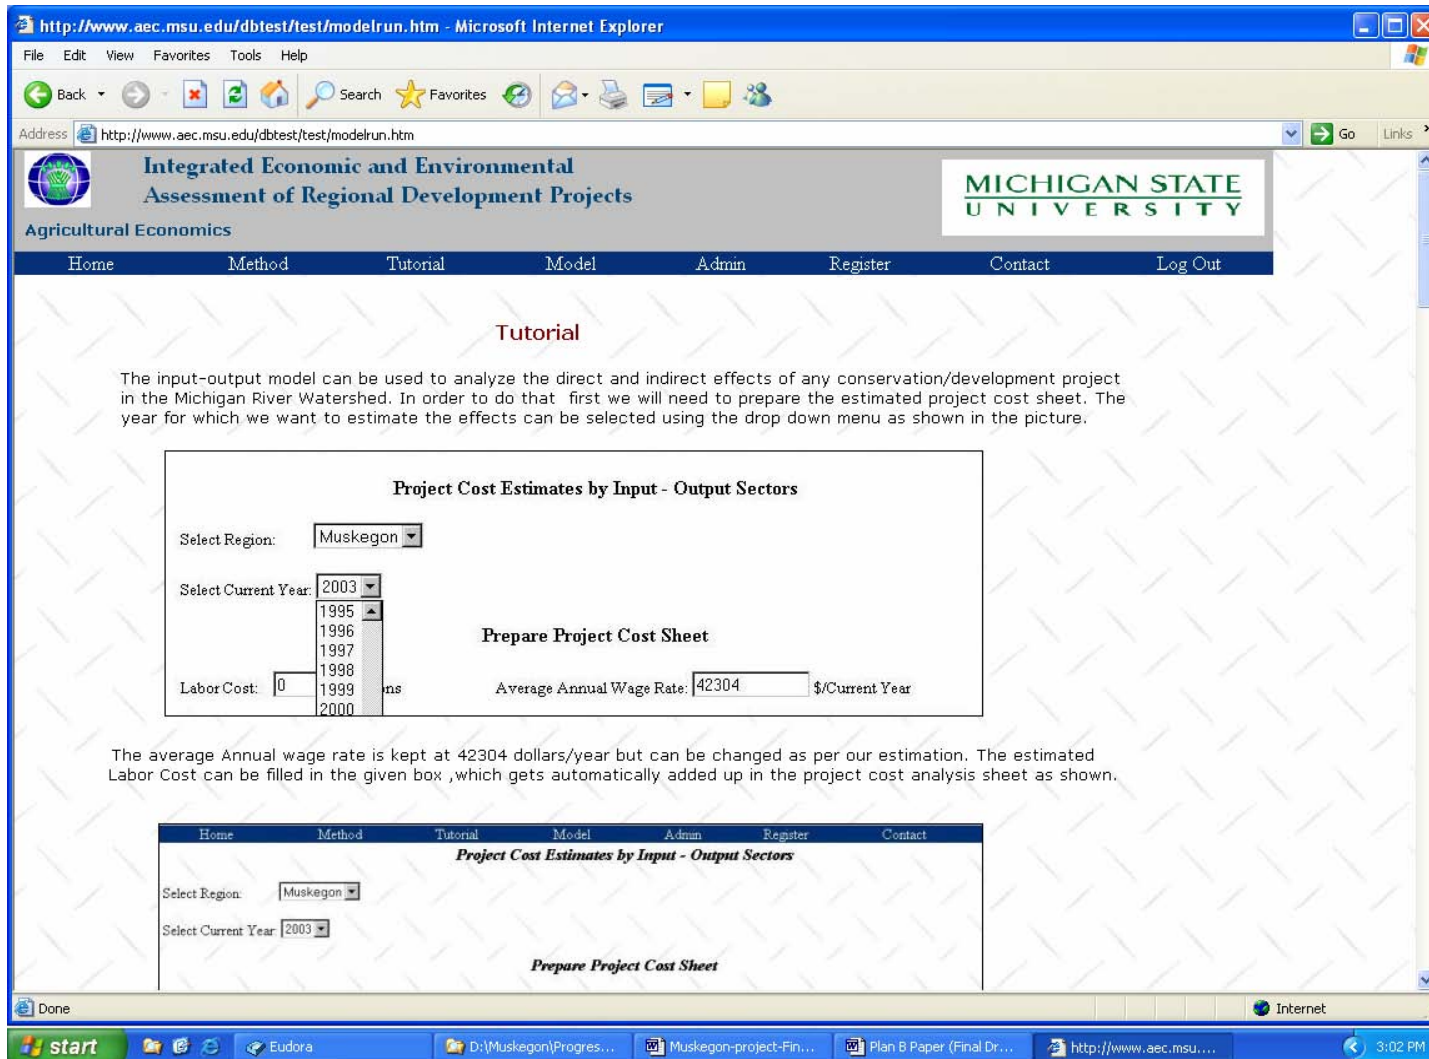 http://www.aec.msu.edu/dbtest/test/modelrun.htm - Microsoft Internet Explorer
File Edit View Favorites Tools Help
Back Search Favorites
Address http://www.aec.msu.edu/dbtest/test/modelrun.htm Go Links
Integrated Economic and Environmental
Assessment of Regional Development Projects
MICHIGAN STATE
UNIVERSITY
Agricultural Economics
Home Method Tutorial Model Admin Register Contact Log Out
Tutorial
The input-output model can be used to analyze the direct and indirect effects of any conservation/development project
in the Michigan River Watershed. In order to do that first we will need to prepare the estimated project cost sheet. The
year for which we want to estimate the effects can be selected using the drop down menu as shown in the picture.
Project Cost Estimates by Input - Output Sectors
Select Region: Muskegon
Select Current Year: 2003
1995
1996
Prepare Project Cost Sheet
1997
1998
Labor Cost: 0 1999 ns Average Annual Wage Rate: 42304 $/Current Year
2000
The average Annual wage rate is kept at 42304 dollars/year but can be changed as per our estimation. The estimated
Labor Cost can be filled in the given box ,which gets automatically added up in the project cost analysis sheet as shown.
Home Method Tutorial Model Admin Register Contact
Project Cost Estimates by Input - Output Sectors
Select Region: Muskegon
Select Current Year: 2003
Prepare Project Cost Sheet
Done Internet
start Eudora D:\Muskegon\Progres... Muskegon-project-Fin... Plan B Paper (Final Dr... http://www.aec.msu.... 3:02 PM